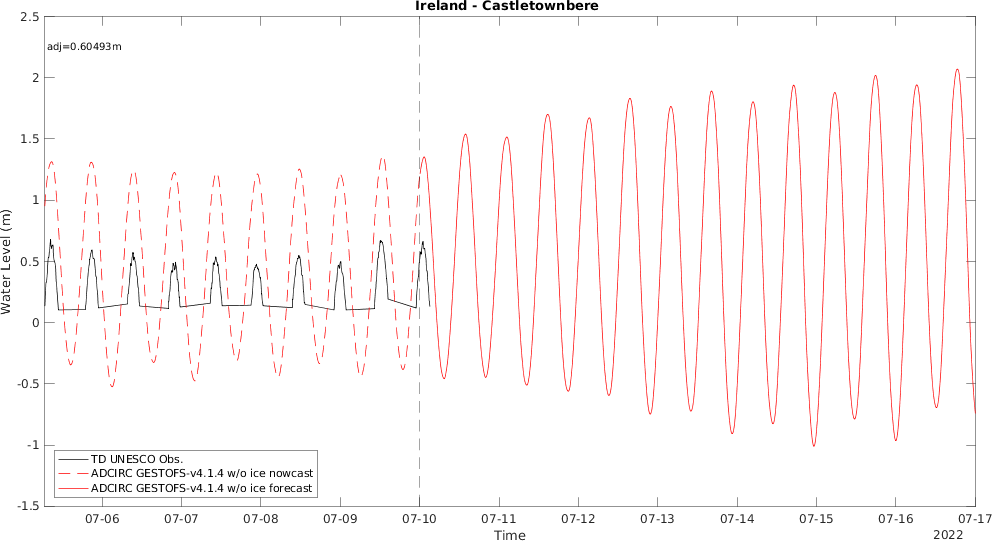 Ireland - Castletownbere
adj=0.60493m
2.5
2
1.5
1
0.5
0
-0.5
-1
-1.5
Water Level (m)
TD UNESCO Obs.
ADCIRC GESTOFS-v4.1.4 w/o ice nowcast
ADCIRC GESTOFS-v4.1.4 w/o ice forecast
07-06 07-07 07-08 07-09 07-10 07-11 07-12 07-13 07-14 07-15 07-16 07-17
Time
2022